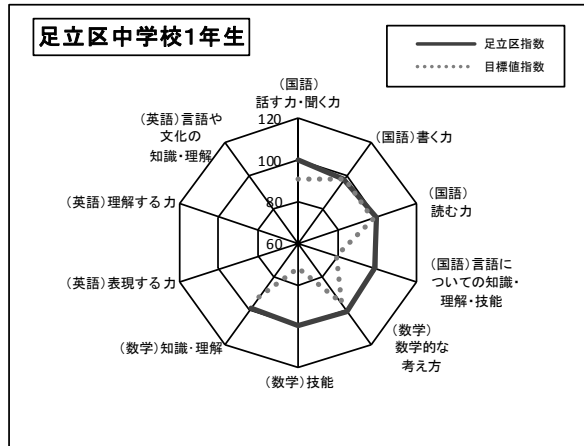 足立区中学校1年生
足立区指数
目標値指数
(国語)
話す力・聞く力
(国語)書く力
(国語)
読む力
(国語)言語に
ついての知識・
理解・技能
(数学)
数学的な
考え方
(数学)技能
(数学)知識・理解
(英語)表現する力
(英語)理解する力
(英語)言語や
文化の
知識・理解
120
100
80
60